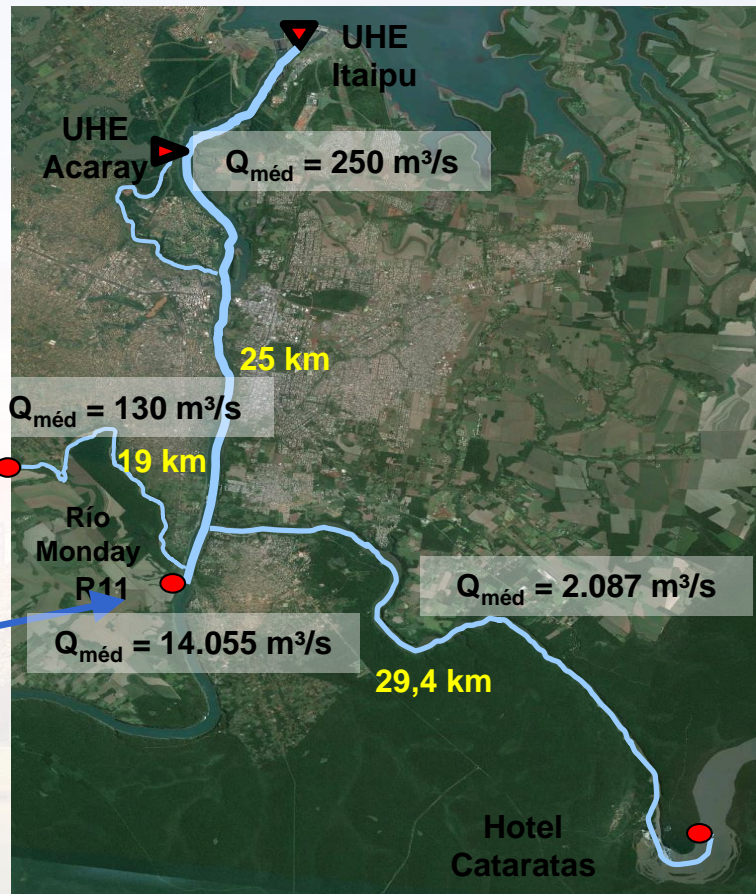 UHE
Itaipu
UHE
Acaray
Qméd = 250 m³/s
25 km
Qméd = 130 m³/s
19 km
Río
Monday
R11
Qméd = 2.087 m³/s
Qméd = 14.055 m³/s
29,4 km
Hotel
Cataratas